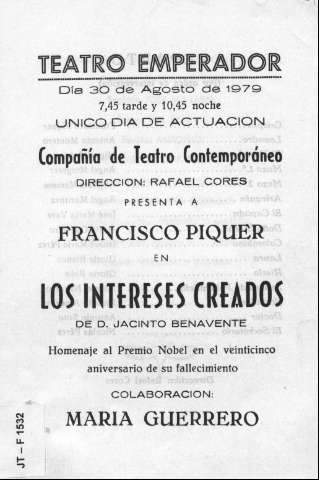 TEATRO EMPERADOR
Día 30 de Agosto de 1979
7,45 tarde y 10,45 noche
UNICO DIA DE ACTUACION
Compañía de Teatro Contemporáneo
DIRECCION: RAFAEL CORES
PRESENTA A
FRANCISCO PIQUER
EN
LOS INTERESES CREADOS
DE D. JACINTO BENAVENTE
Homenaje al Premio Nobel en el veinticinco
aniversario de su fallecimiento
COLABORACION:
MARIA GUERRERO
JT – F 1532